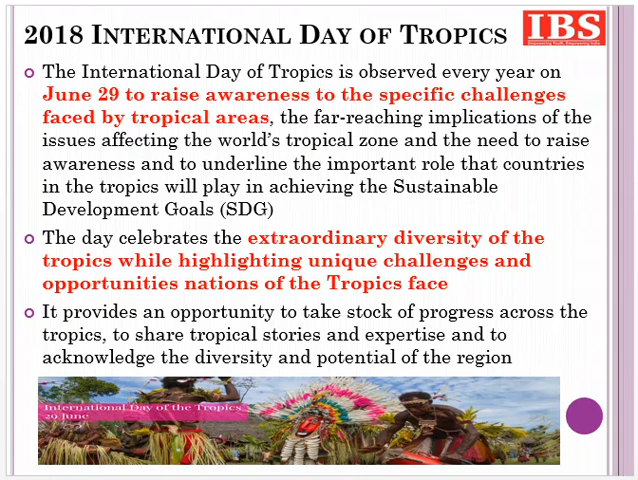 2018 INTERNATIONAL DAY OF TROPICS
IBS
Empowering Youth, Empowering India
The International Day of Tropics is observed every year on
June 29 to raise awareness to the specific challenges
faced by tropical areas, the far-reaching implications of the
issues affecting the world's tropical zone and the need to raise
awareness and to underline the important role that countries
in the tropics will play in achieving the Sustainable
Development Goals (SDG)
The day celebrates the extraordinary diversity of the
tropics while highlighting unique challenges and
opportunities nations of the Tropics face
It provides an opportunity to take stock of progress across the
tropics, to share tropical stories and expertise and to
acknowledge the diversity and potential of the region
International Day of the Tropics
29 June